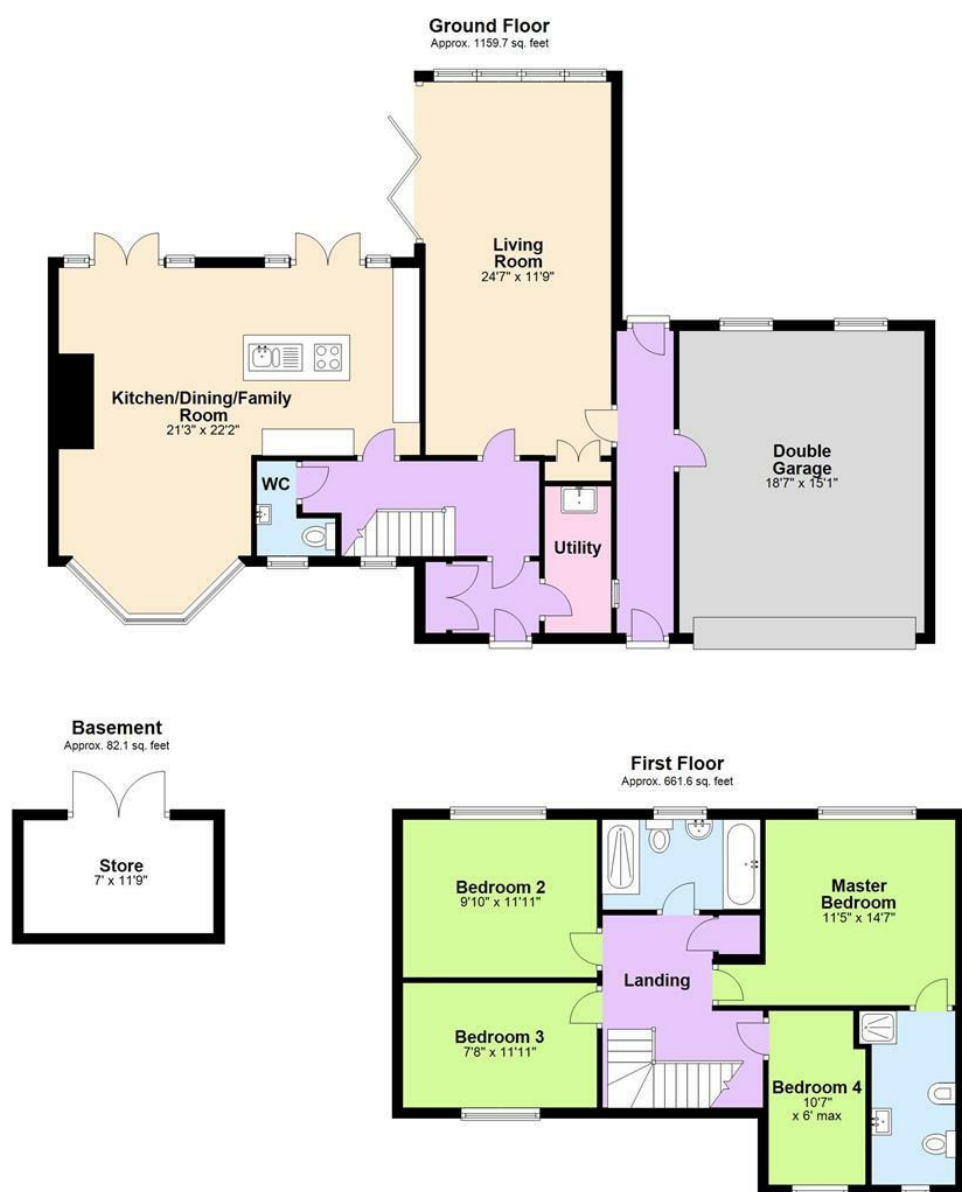 Ground Floor
Approx. 1159.7 sq. feet
Living
Room
24'7" x 11'9"
Kitchen/Dining/Family
Room
21'3" x 22'2"
WC
Utility
Double
Garage
18'7" x 15'1"
Basement
Approx. 82.1 sq. feet
Store
7' x 11'9"
First Floor
Approx. 661.6 sq. feet
Bedroom 2
9'10" x 11'11"
Master
Bedroom
11'5" x 14'7"
Landing
Bedroom 3
7'8" x 11'11"
Bedroom 4
10'7"
x 6' max